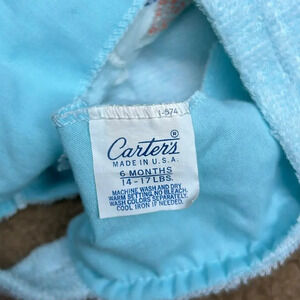 1-574
Carter's®
MADE IN U.S.A.
6 MONTHS
14-17 LBS.
MACHINE WASH AND DRY
WARM SETTING. NO BLEACH.
WASH COLORS SEPARATELY.
COOL IRON IF NEEDED.